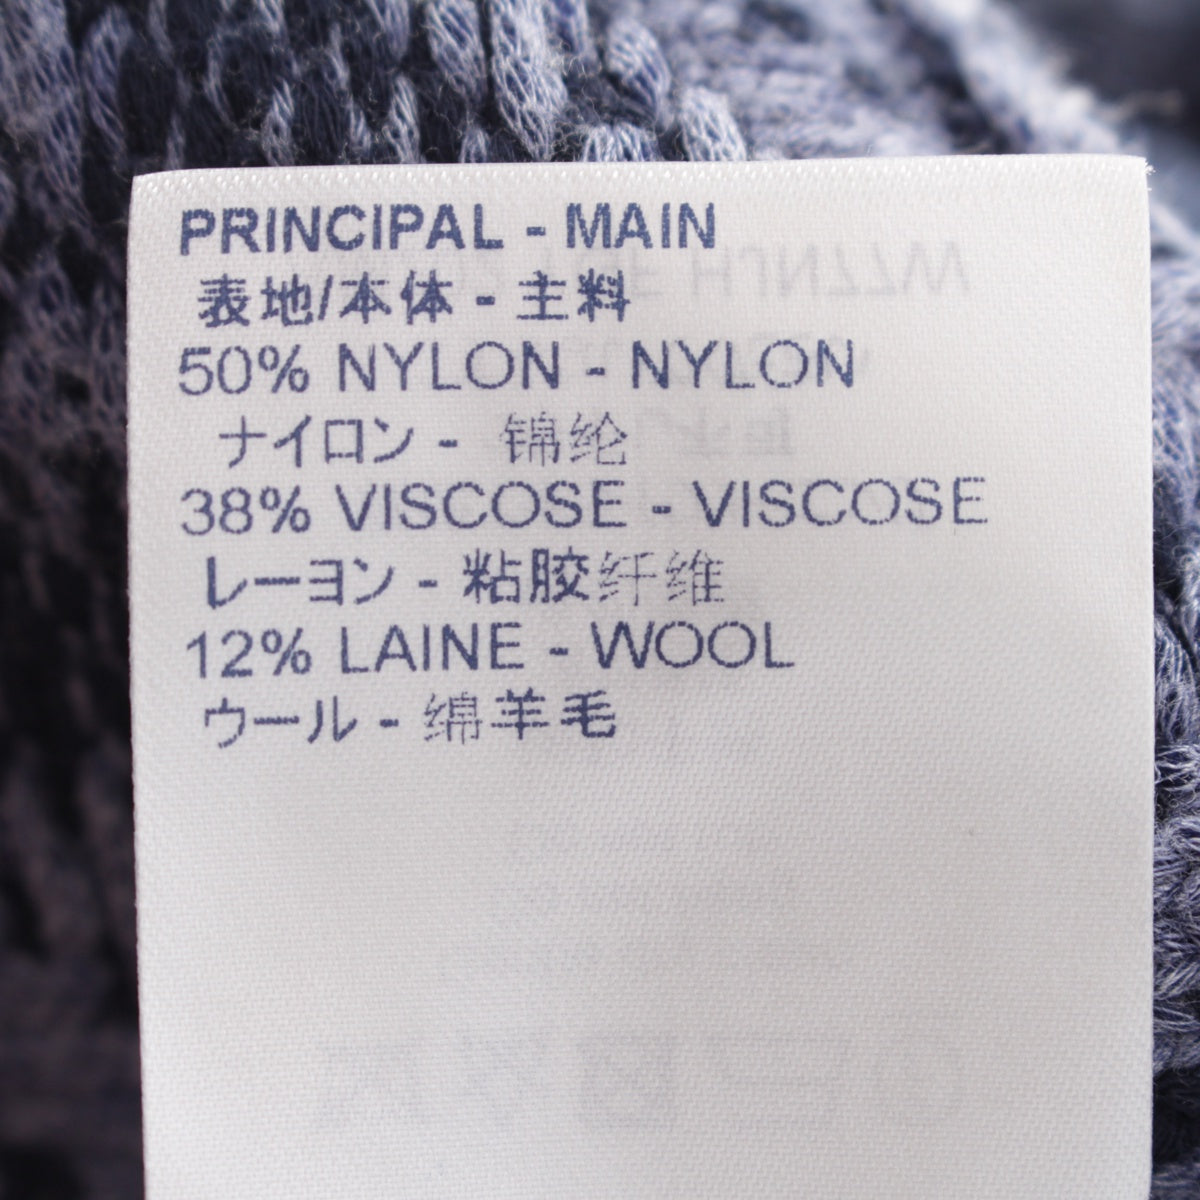 PRINCIPAL - MAIN
表地/本体 - 主料
50% NYLON - NYLON
ナイロン - 锦纶
38% VISCOSE - VISCOSE
レーヨン - 粘胶纤维
12% LAINE - WOOL
ウール - 绵羊毛